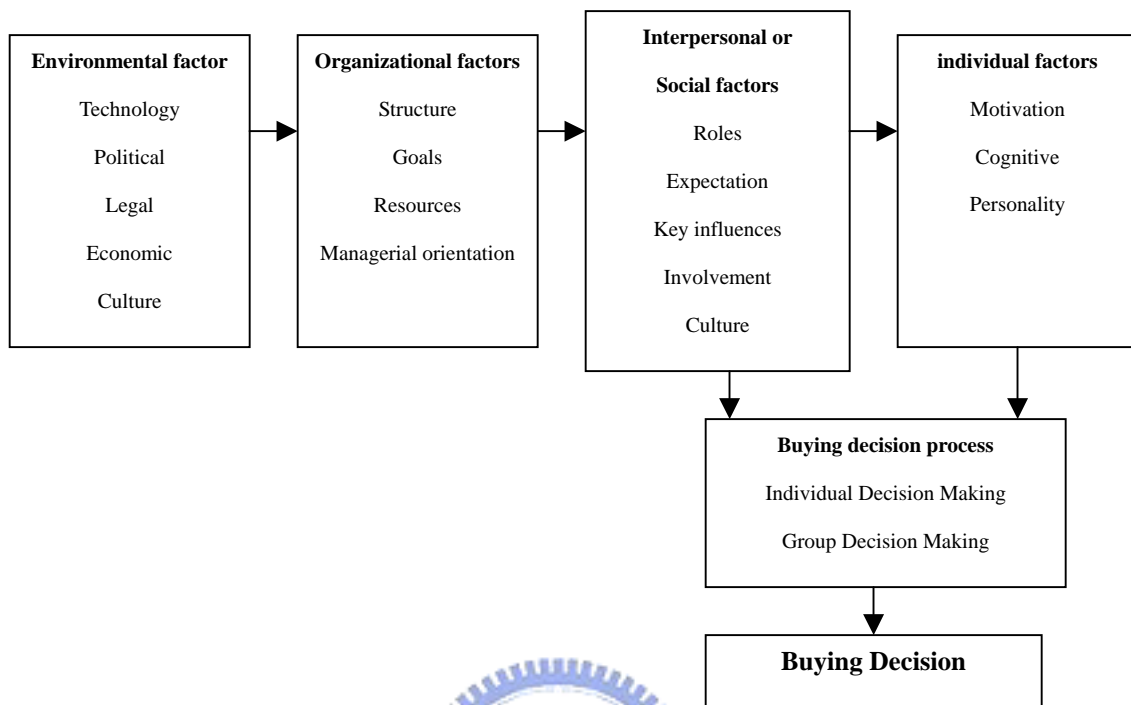 Environmental factor
Technology
Political
Legal
Economic
Culture
Organizational factors
Structure
Goals
Resources
Managerial orientation
Interpersonal or
Social factors
Roles
Expectation
Key influences
Involvement
Culture
individual factors
Motivation
Cognitive
Personality
Buying decision process
Individual Decision Making
Group Decision Making
Buying Decision